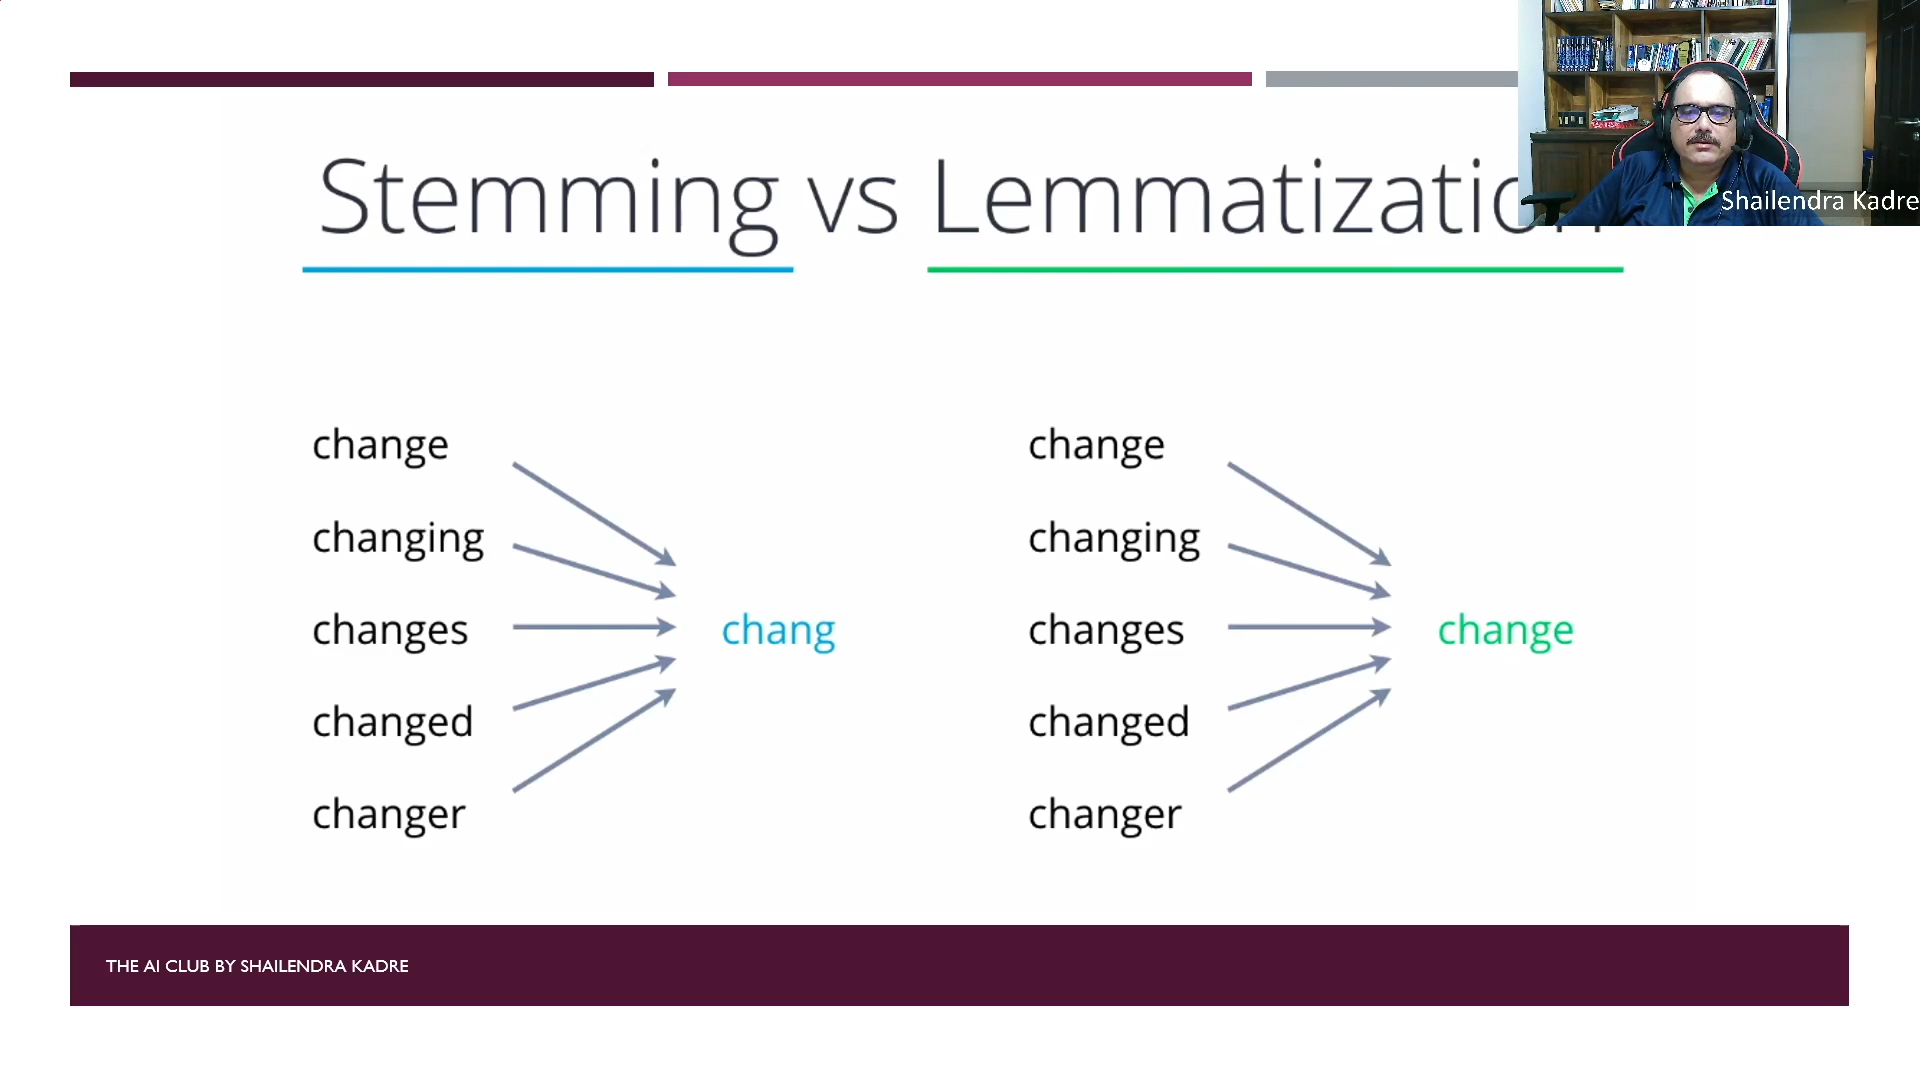 Stemming vs Lemmatization
Shailendra Kadre
change
changing
changes
changed
changer
chang
change
changing
changes
changed
changer
change
THE AI CLUB BY SHAILENDRA KADRE